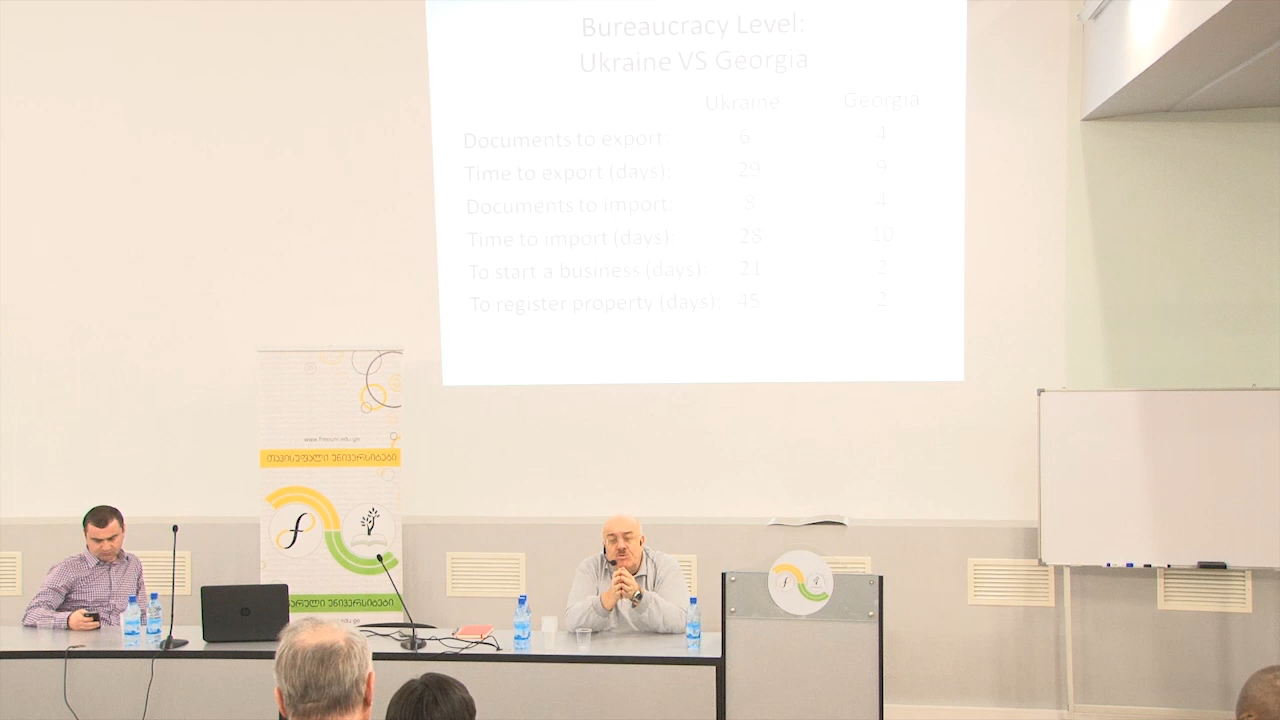 Bureaucracy Level:
Ukraine VS Georgia
Ukraine Georgia
Documents to export: 6 4
Time to export (days): 29 9
Documents to import: 8 4
Time to import (days): 28 10
To start a business (days): 21 2
To register property (days): 45 2
www.freeuni.edu.ge
თავისუფალი უნივერსიტეტი
f
უნივერსიტეტი